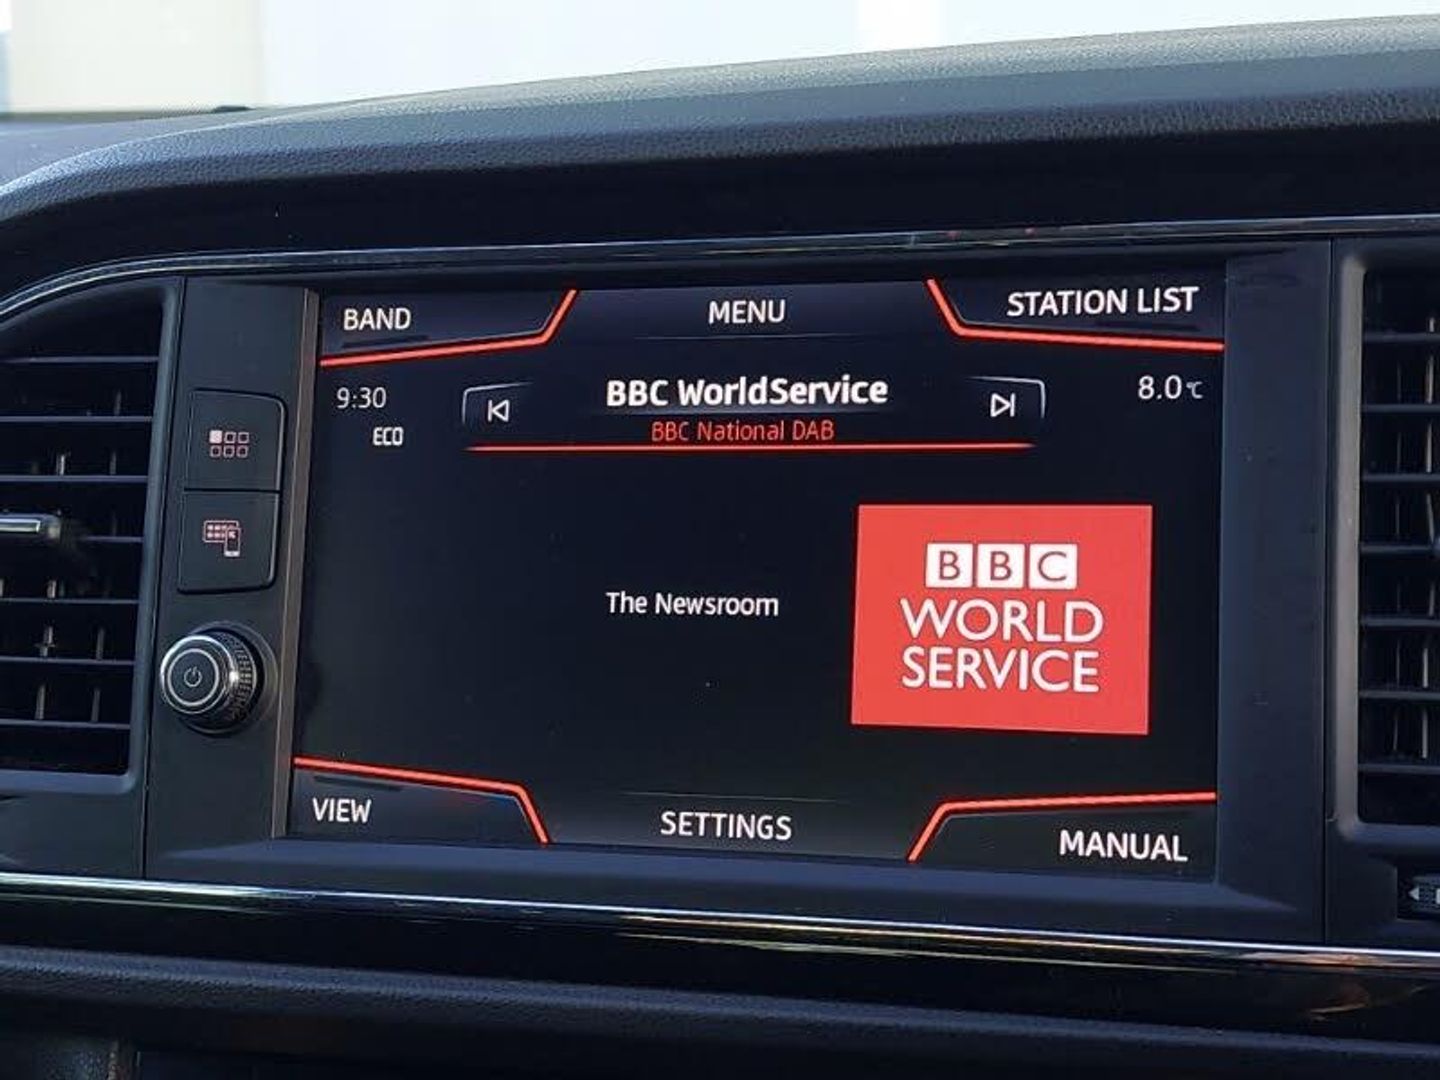 BAND
MENU
STATION LIST
9:30
BBC WorldService
8.0℃
ECO
BBC National DAB
The Newsroom
BBC
WORLD
SERVICE
VIEW
SETTINGS
MANUAL